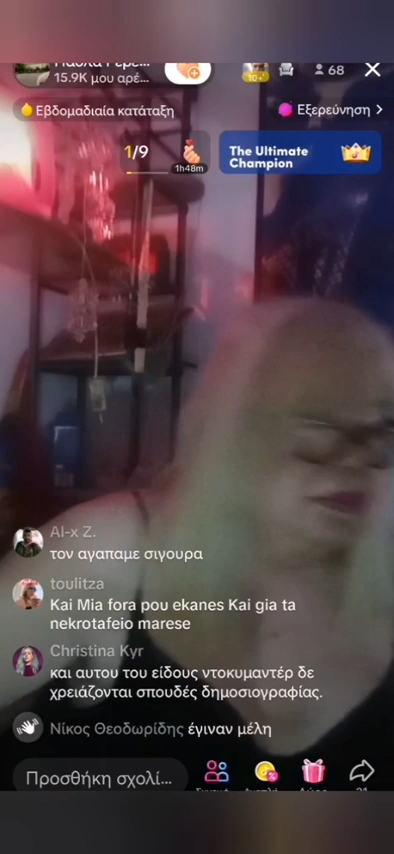 15.9K μου αρέ...
10+
68
Εβδομαδιαία κατάταξη
Εξερεύνηση >
1/9
1h48m
The Ultimate
Champion
Al-x Z.
τον αγαπαμε σιγουρα
toulitza
Kai Mia fora pou ekanes Kai gia ta
nekrotafeio marese
Christina Kyr
και αυτου του είδους ντοκυμαντέρ δε
χρειάζονται σπουδές δημοσιογραφίας.
Νίκος Θεοδωρίδης έγιναν μέλη
Προσθήκη σχολί...